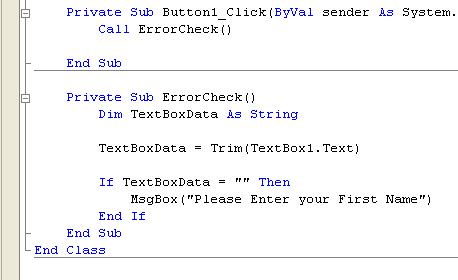 Private Sub Button1_Click(ByVal sender As System.
Call ErrorCheck()
End Sub
Private Sub ErrorCheck()
Dim TextBoxData As String
TextBoxData = Trim(TextBox1.Text)
If TextBoxData = "" Then
MsgBox("Please Enter your First Name")
End If
End Sub
End Class